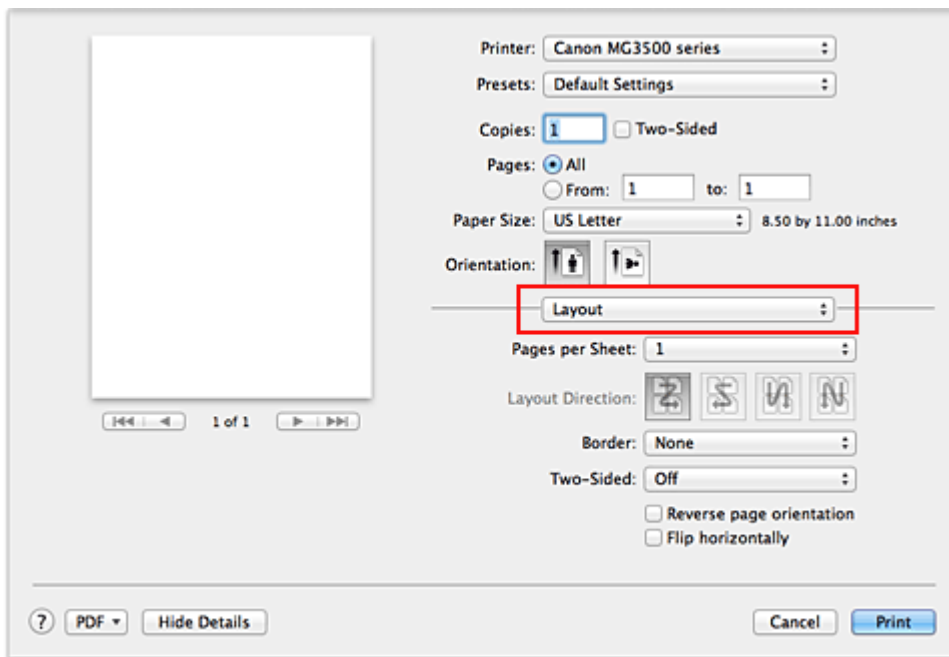 Printer: Canon MG3500 series
Presets: Default Settings
Copies: 1 Two-Sided
Pages: All
From: 1 to: 1
Paper Size: US Letter 8.50 by 11.00 inches
Orientation:
Layout
Pages per Sheet: 1
Layout Direction:
1 of 1
Border: None
Two-Sided: Off
Reverse page orientation
Flip horizontally
? PDF Hide Details Cancel Print